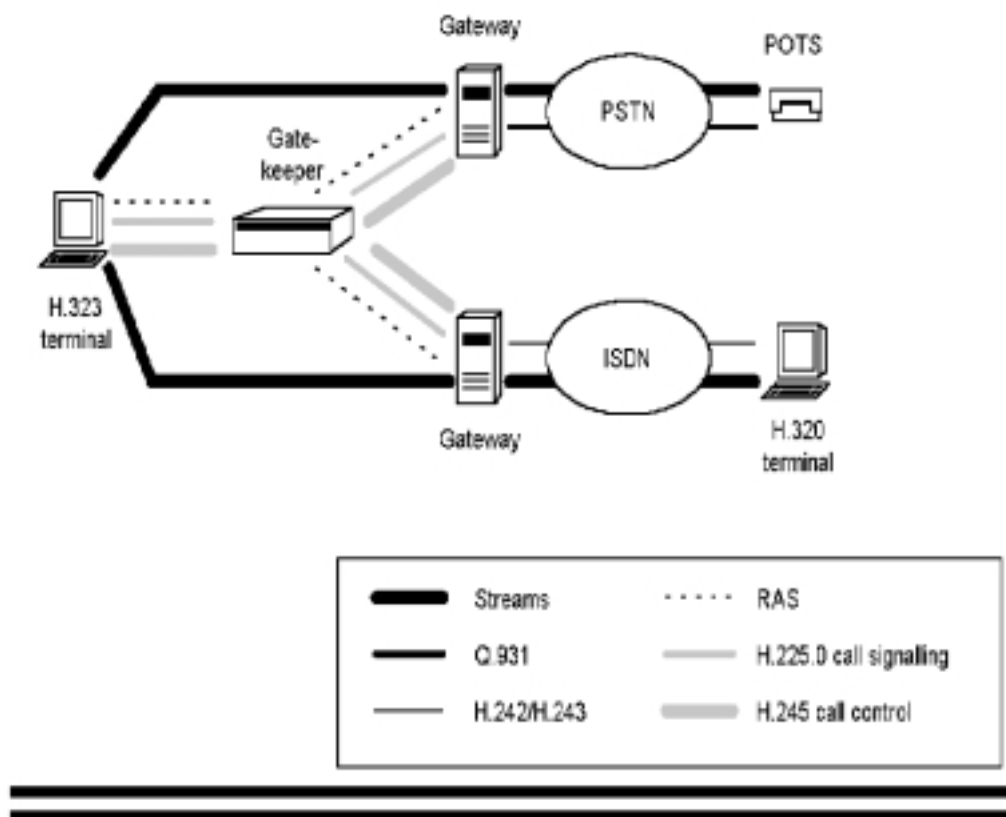 Gateway
POTS
PSTN
Gate-
keeper
H.323
terminal
ISDN
Gateway
H.320
terminal
Streams
RAS
Q.931
H.225.0 call signalling
H.242/H.243
H.245 call control